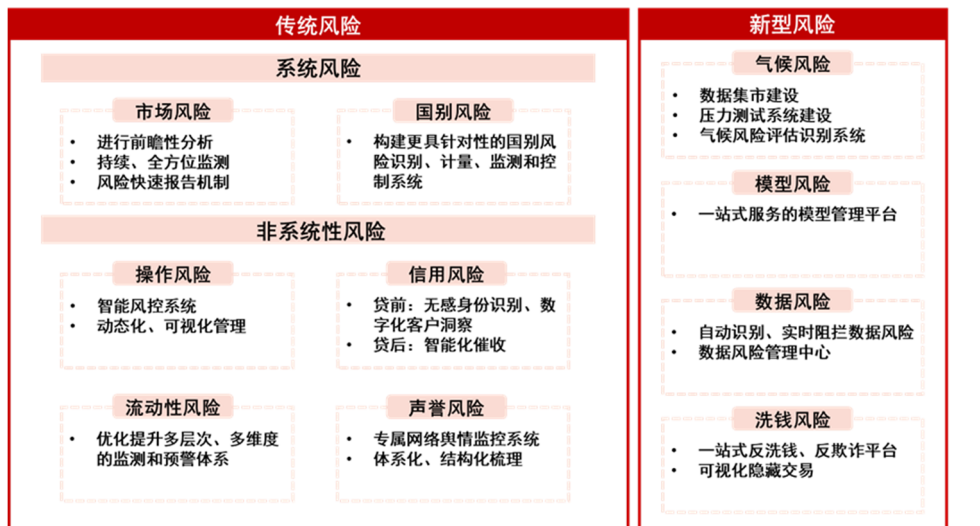 传统风险
系统风险
市场风险
• 进行前瞻性分析
• 持续、全方位监测
• 风险快速报告机制
国别风险
• 构建更具针对性的国别风
险识别、计量、监测和控
制系统
非系统性风险
操作风险
• 智能风控系统
• 动态化、可视化管理
信用风险
• 贷前：无感身份识别、数
字化客户洞察
• 贷后：智能化催收
流动性风险
• 优化提升多层次、多维度
的监测和预警体系
声誉风险
• 专属网络舆情监控系统
• 体系化、结构化梳理
新型风险
气候风险
• 数据集市建设
• 压力测试系统建设
• 气候风险评估识别系统
模型风险
• 一站式服务的模型管理平台
数据风险
• 自动识别、实时阻拦数据风险
• 数据风险管理中心
洗钱风险
• 一站式反洗钱、反欺诈平台
• 可视化隐藏交易